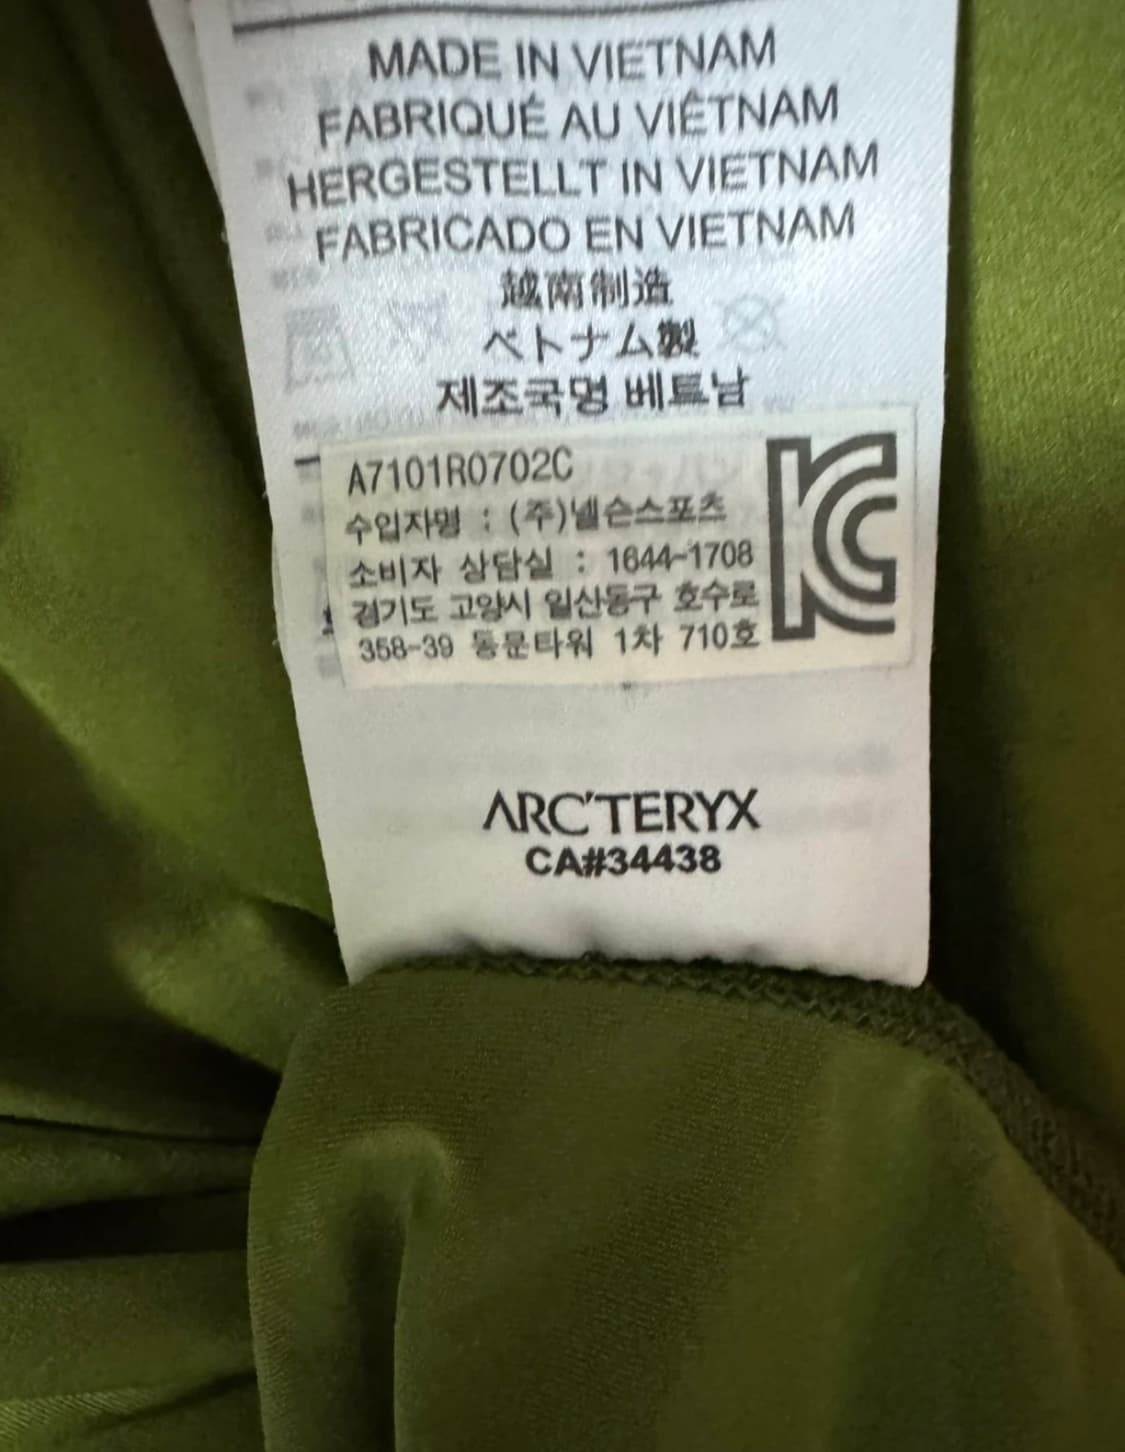 MADE IN VIETNAM
FABRIQUÉ AU VIÊTNAM
HERGESTELLT IN VIETNAM
FABRICADO EN VIETNAM
越南制造
ベトナム製
제조국명 베트남
A7101R0702C
수입자명 : (주)넬슨스포츠
소비자 상담실 : 1644-1708
경기도 고양시 일산동구 호수로
358-39 동문타워 1차 710호
ARC'TERYX
CA#34438